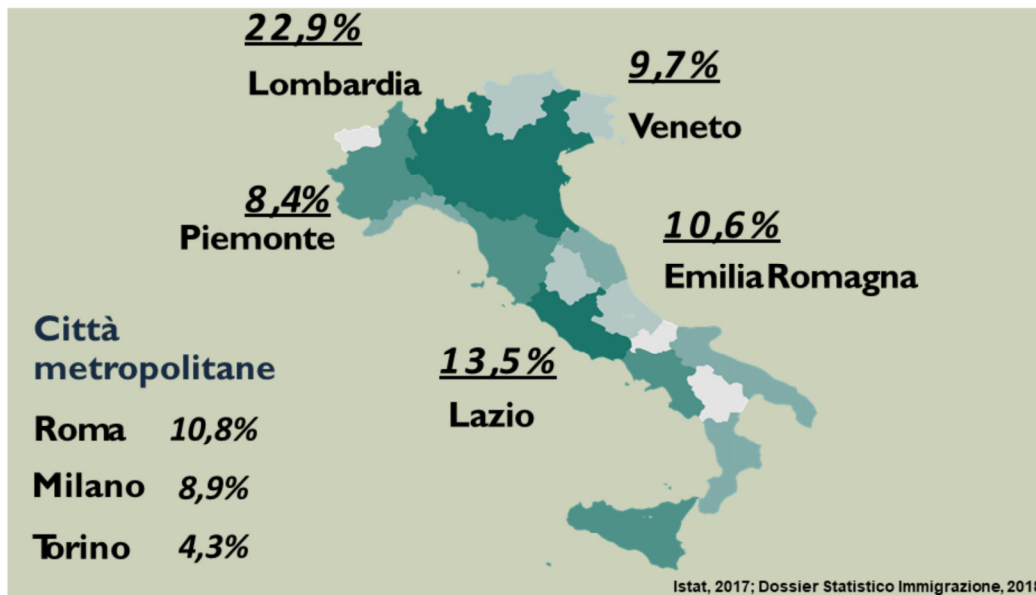 22,9%
Lombardia
9,7%
Veneto
8,4%
Piemonte
10,6%
Emilia Romagna
13,5%
Lazio
Città
metropolitane
Roma 10,8%
Milano 8,9%
Torino 4,3%
Istat, 2017; Dossier Statistico Immigrazione, 2018